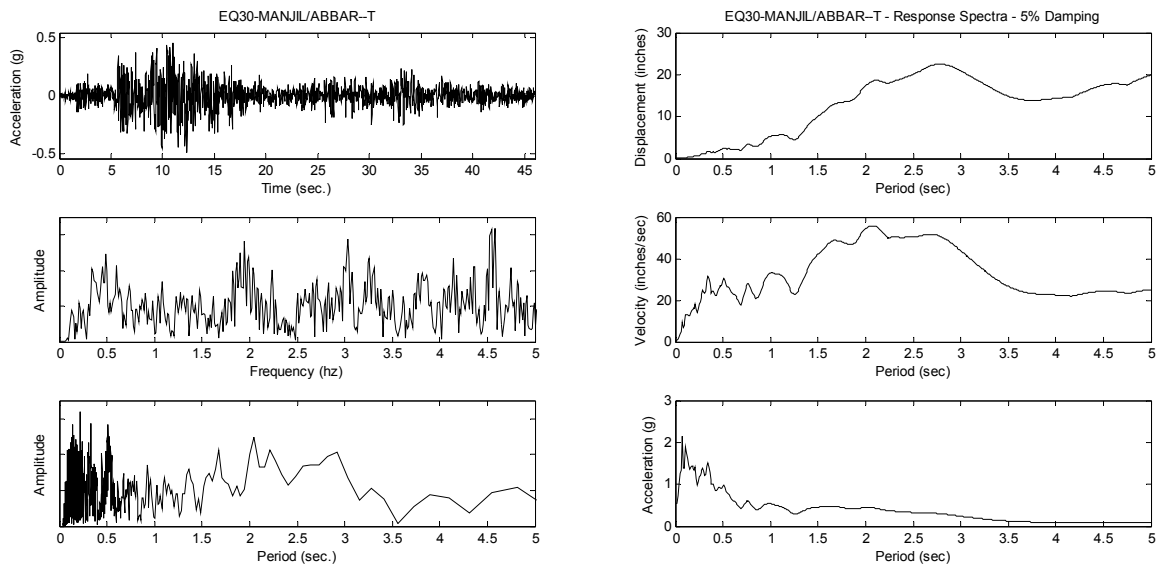 EQ30-MANJIL/ABBAR--T
Acceleration (g)
0.5
0
-0.5
0 5 10 15 20 25 30 35 40 45
Time (sec.)
Amplitude
0 0.5 1 1.5 2 2.5 3 3.5 4 4.5 5
Frequency (hz)
Amplitude
0 0.5 1 1.5 2 2.5 3 3.5 4 4.5 5
Period (sec.)
EQ30-MANJIL/ABBAR--T - Response Spectra - 5% Damping
Displacement (inches)
30
20
10
0
0 0.5 1 1.5 2 2.5 3 3.5 4 4.5 5
Period (sec)
Velocity (inches/sec)
60
40
20
0
0 0.5 1 1.5 2 2.5 3 3.5 4 4.5 5
Period (sec)
Acceleration (g)
3
2
1
0
0 0.5 1 1.5 2 2.5 3 3.5 4 4.5 5
Period (sec)